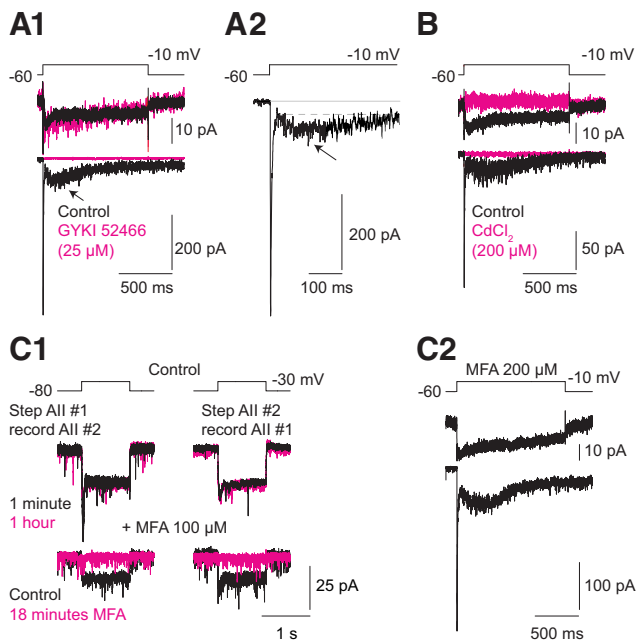 A1
A2
B
-10 mV
-60
10 pA
Control
GYKI 52466
(25 µM)
200 pA
500 ms
-10 mV
-60
200 pA
100 ms
-10 mV
-60
10 pA
Control
CdCl2
(200 µM)
50 pA
500 ms
C1
C2
Control
-80
-30 mV
Step AII #1
record AII #2
Step AII #2
record AII #1
1 minute
1 hour
+ MFA 100 µM
Control
18 minutes MFA
25 pA
1 s
MFA 200 µM
-10 mV
-60
10 pA
100 pA
500 ms